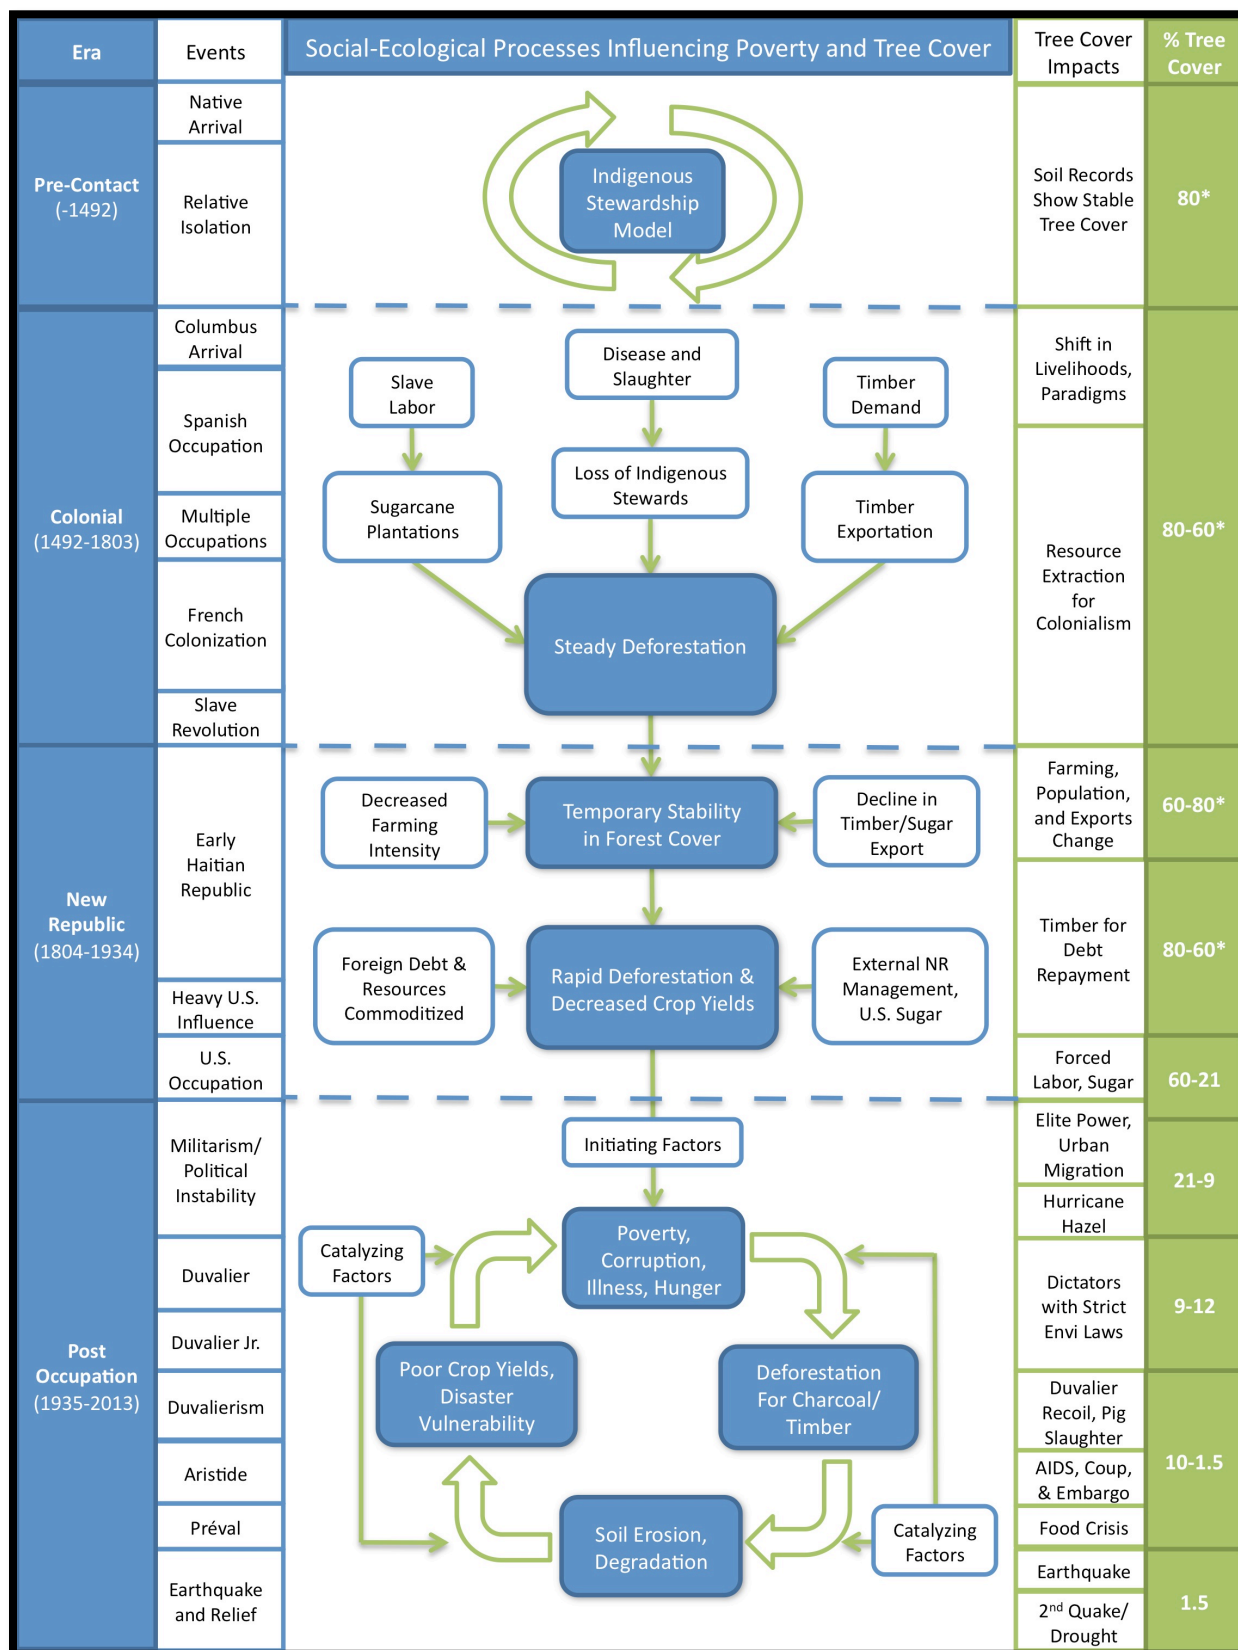 Era
Events
Social-Ecological Processes Influencing Poverty and Tree Cover
Tree Cover
Impacts
% Tree
Cover
Pre-Contact
(-1492)
Native
Arrival
Relative
Isolation
Indigenous
Stewardship
Model
Soil Records
Show Stable
Tree Cover
80*
Colonial
(1492-1803)
Columbus
Arrival
Spanish
Occupation
Multiple
Occupations
French
Colonization
Slave
Revolution
Slave
Labor
Disease and
Slaughter
Timber
Demand
Sugarcane
Plantations
Loss of Indigenous
Stewards
Timber
Exportation
Steady Deforestation
Shift in
Livelihoods,
Paradigms
Resource
Extraction
for
Colonialism
80-60*
New
Republic
(1804-1934)
Early
Haitian
Republic
Heavy U.S.
Influence
U.S.
Occupation
Decreased
Farming
Intensity
Temporary Stability
in Forest Cover
Decline in
Timber/Sugar
Export
Foreign Debt &
Resources
Commoditized
Rapid Deforestation &
Decreased Crop Yields
External NR
Management,
U.S. Sugar
Farming,
Population,
and Exports
Change
60-80*
Timber for
Debt
Repayment
80-60*
Forced
Labor, Sugar
60-21
Post
Occupation
(1935-2013)
Militarism/
Political
Instability
Duvalier
Duvalier Jr.
Duvalierism
Aristide
Préval
Earthquake
and Relief
Initiating Factors
Catalyzing
Factors
Poverty,
Corruption,
Illness, Hunger
Poor Crop Yields,
Disaster
Vulnerability
Deforestation
For Charcoal/
Timber
Soil Erosion,
Degradation
Catalyzing
Factors
Elite Power,
Urban
Migration
Hurricane
Hazel
21-9
Dictators
with Strict
Envi Laws
9-12
Duvalier
Recoil, Pig
Slaughter
AIDS, Coup,
& Embargo
Food Crisis
10-1.5
Earthquake
2nd Quake/
Drought
1.5